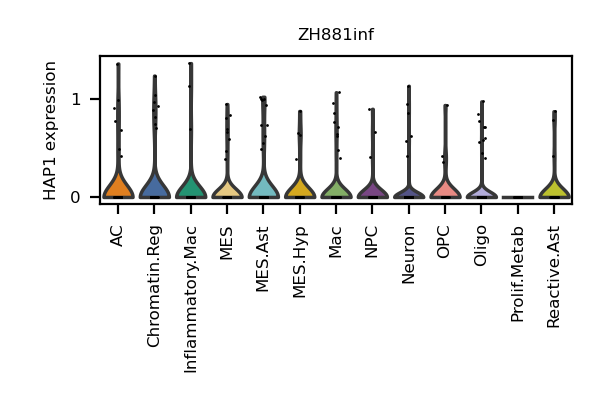 ZH881inf
HAP1 expression
1
0
AC
Chromatin.Reg
Inflammatory.Mac
MES
MES.Ast
MES.Hyp
Mac
NPC
Neuron
OPC
Oligo
Prolif.Metab
Reactive.Ast